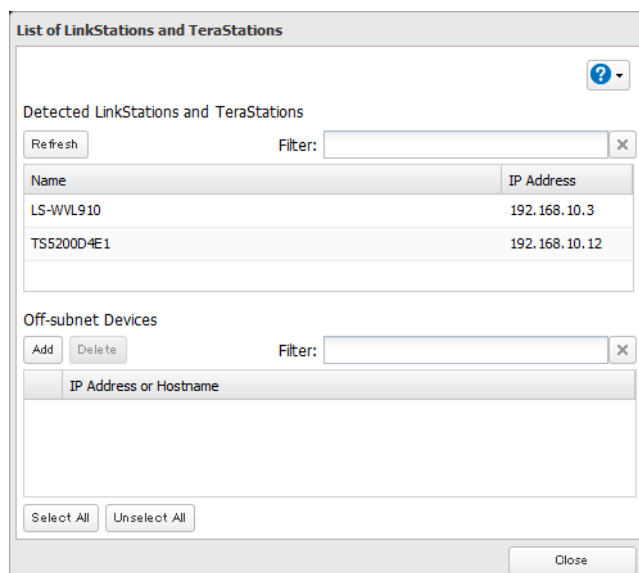 List of LinkStations and TeraStations
?
Detected LinkStations and TeraStations
Refresh Filter:
Name IP Address
LS-WVL910 192.168.10.3
TS5200D4E1 192.168.10.12
Off-subnet Devices
Add Delete Filter:
IP Address or Hostname
Select All Unselect All
Close